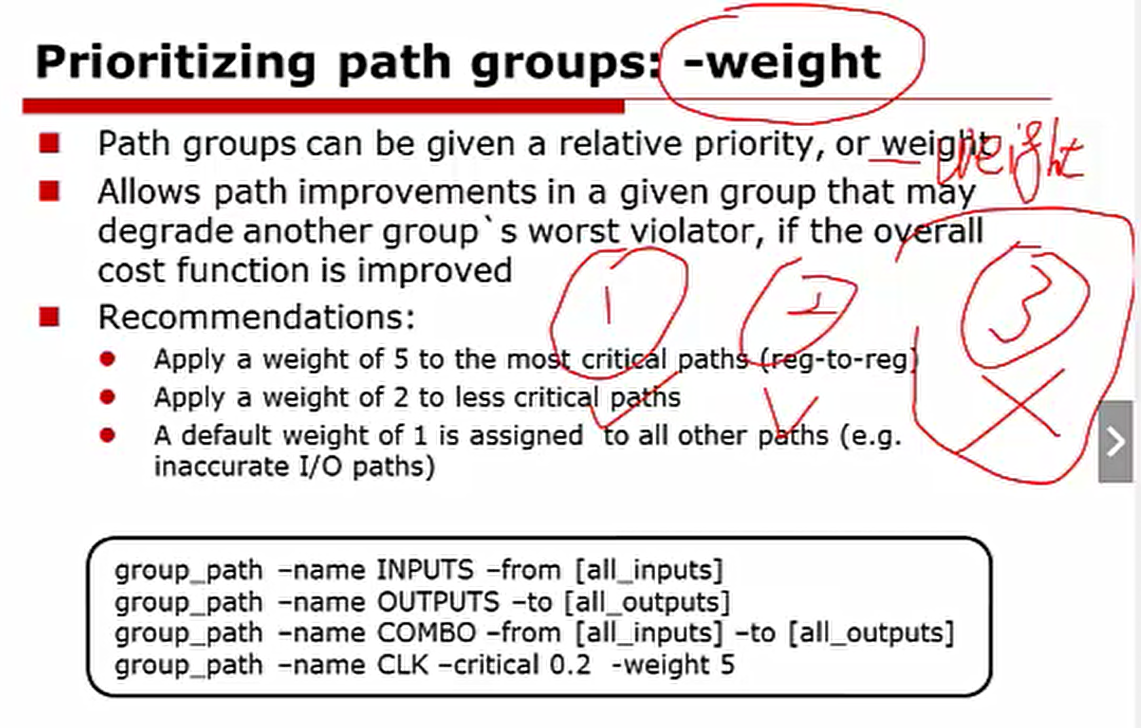 Prioritizing path groups: -weight
Path groups can be given a relative priority, or weight
weight
Allows path improvements in a given group that may
degrade another group`s worst violator, if the overall
cost function is improved
1 2 3
Recommendations:
Apply a weight of 5 to the most critical paths (reg-to-reg)
Apply a weight of 2 to less critical paths
A default weight of 1 is assigned to all other paths (e.g.
inaccurate I/O paths)
group_path –name INPUTS –from [all_inputs]
group_path –name OUTPUTS –to [all_outputs]
group_path –name COMBO –from [all_inputs] –to [all_outputs]
group_path –name CLK –critical 0.2 -weight 5